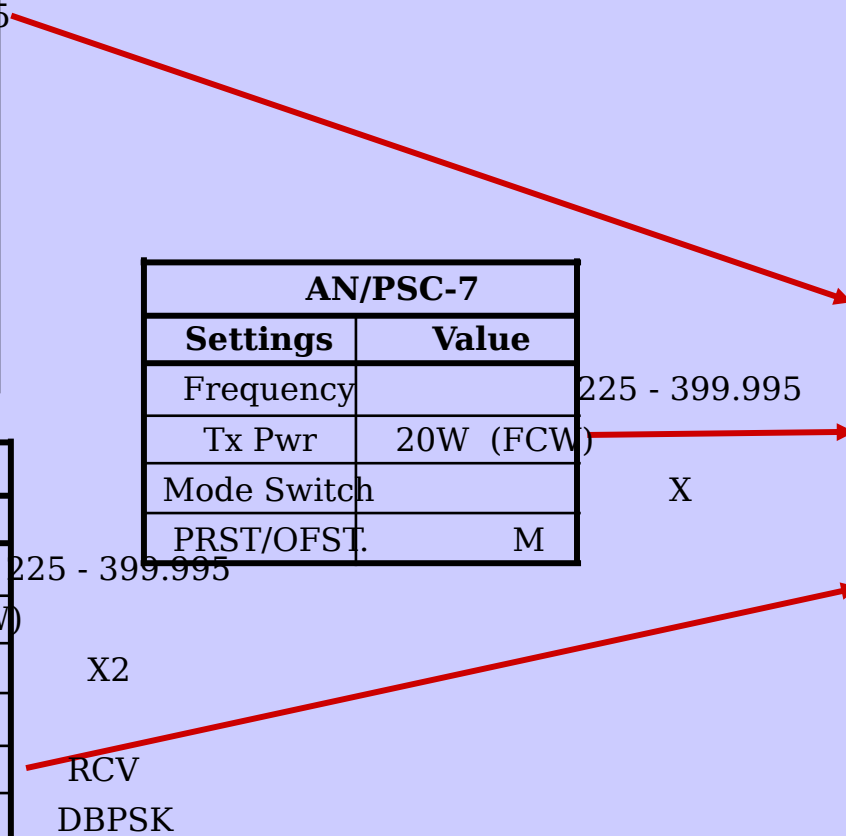 5
AN/PSC-7
Settings Value
Frequency 225 - 399.995
Tx Pwr 20W (FCW)
Mode Switch X
PRST/OFST. M
225 - 399.995
)
X2
RCV
DBPSK